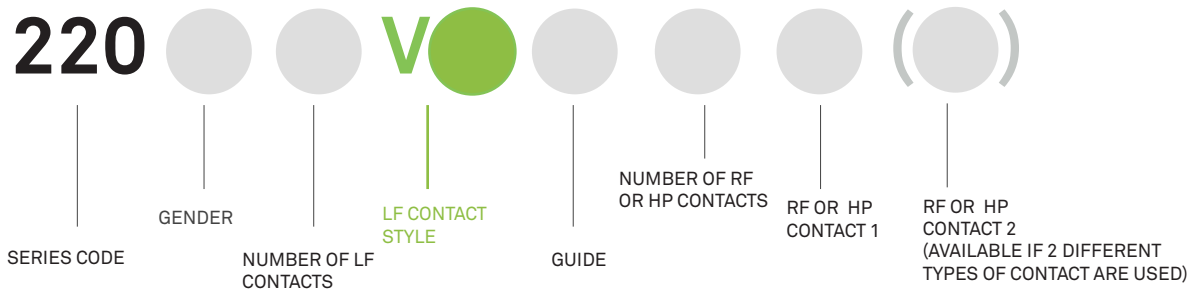 220 V ( )
SERIES CODE
GENDER
NUMBER OF LF
CONTACTS
LF CONTACT
STYLE
GUIDE
NUMBER OF RF
OR HP CONTACTS
RF OR HP
CONTACT 1
RF OR HP
CONTACT 2
(AVAILABLE IF 2 DIFFERENT
TYPES OF CONTACT ARE USED)